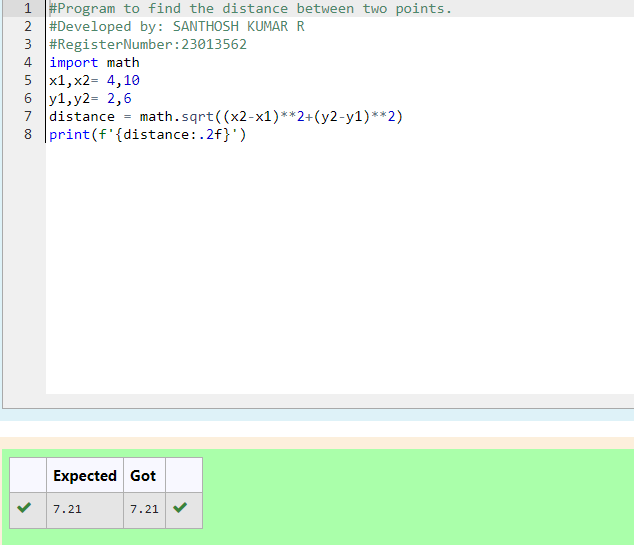 1 #Program to find the distance between two points.
2 #Developed by: SANTHOSH KUMAR R
3 #RegisterNumber:23013562
4 import math
5 x1,x2= 4,10
6 y1,y2= 2,6
7 distance = math.sqrt((x2-x1)**2+(y2-y1)**2)
8 print(f'{distance:.2f}')
Expected Got
7.21 7.21